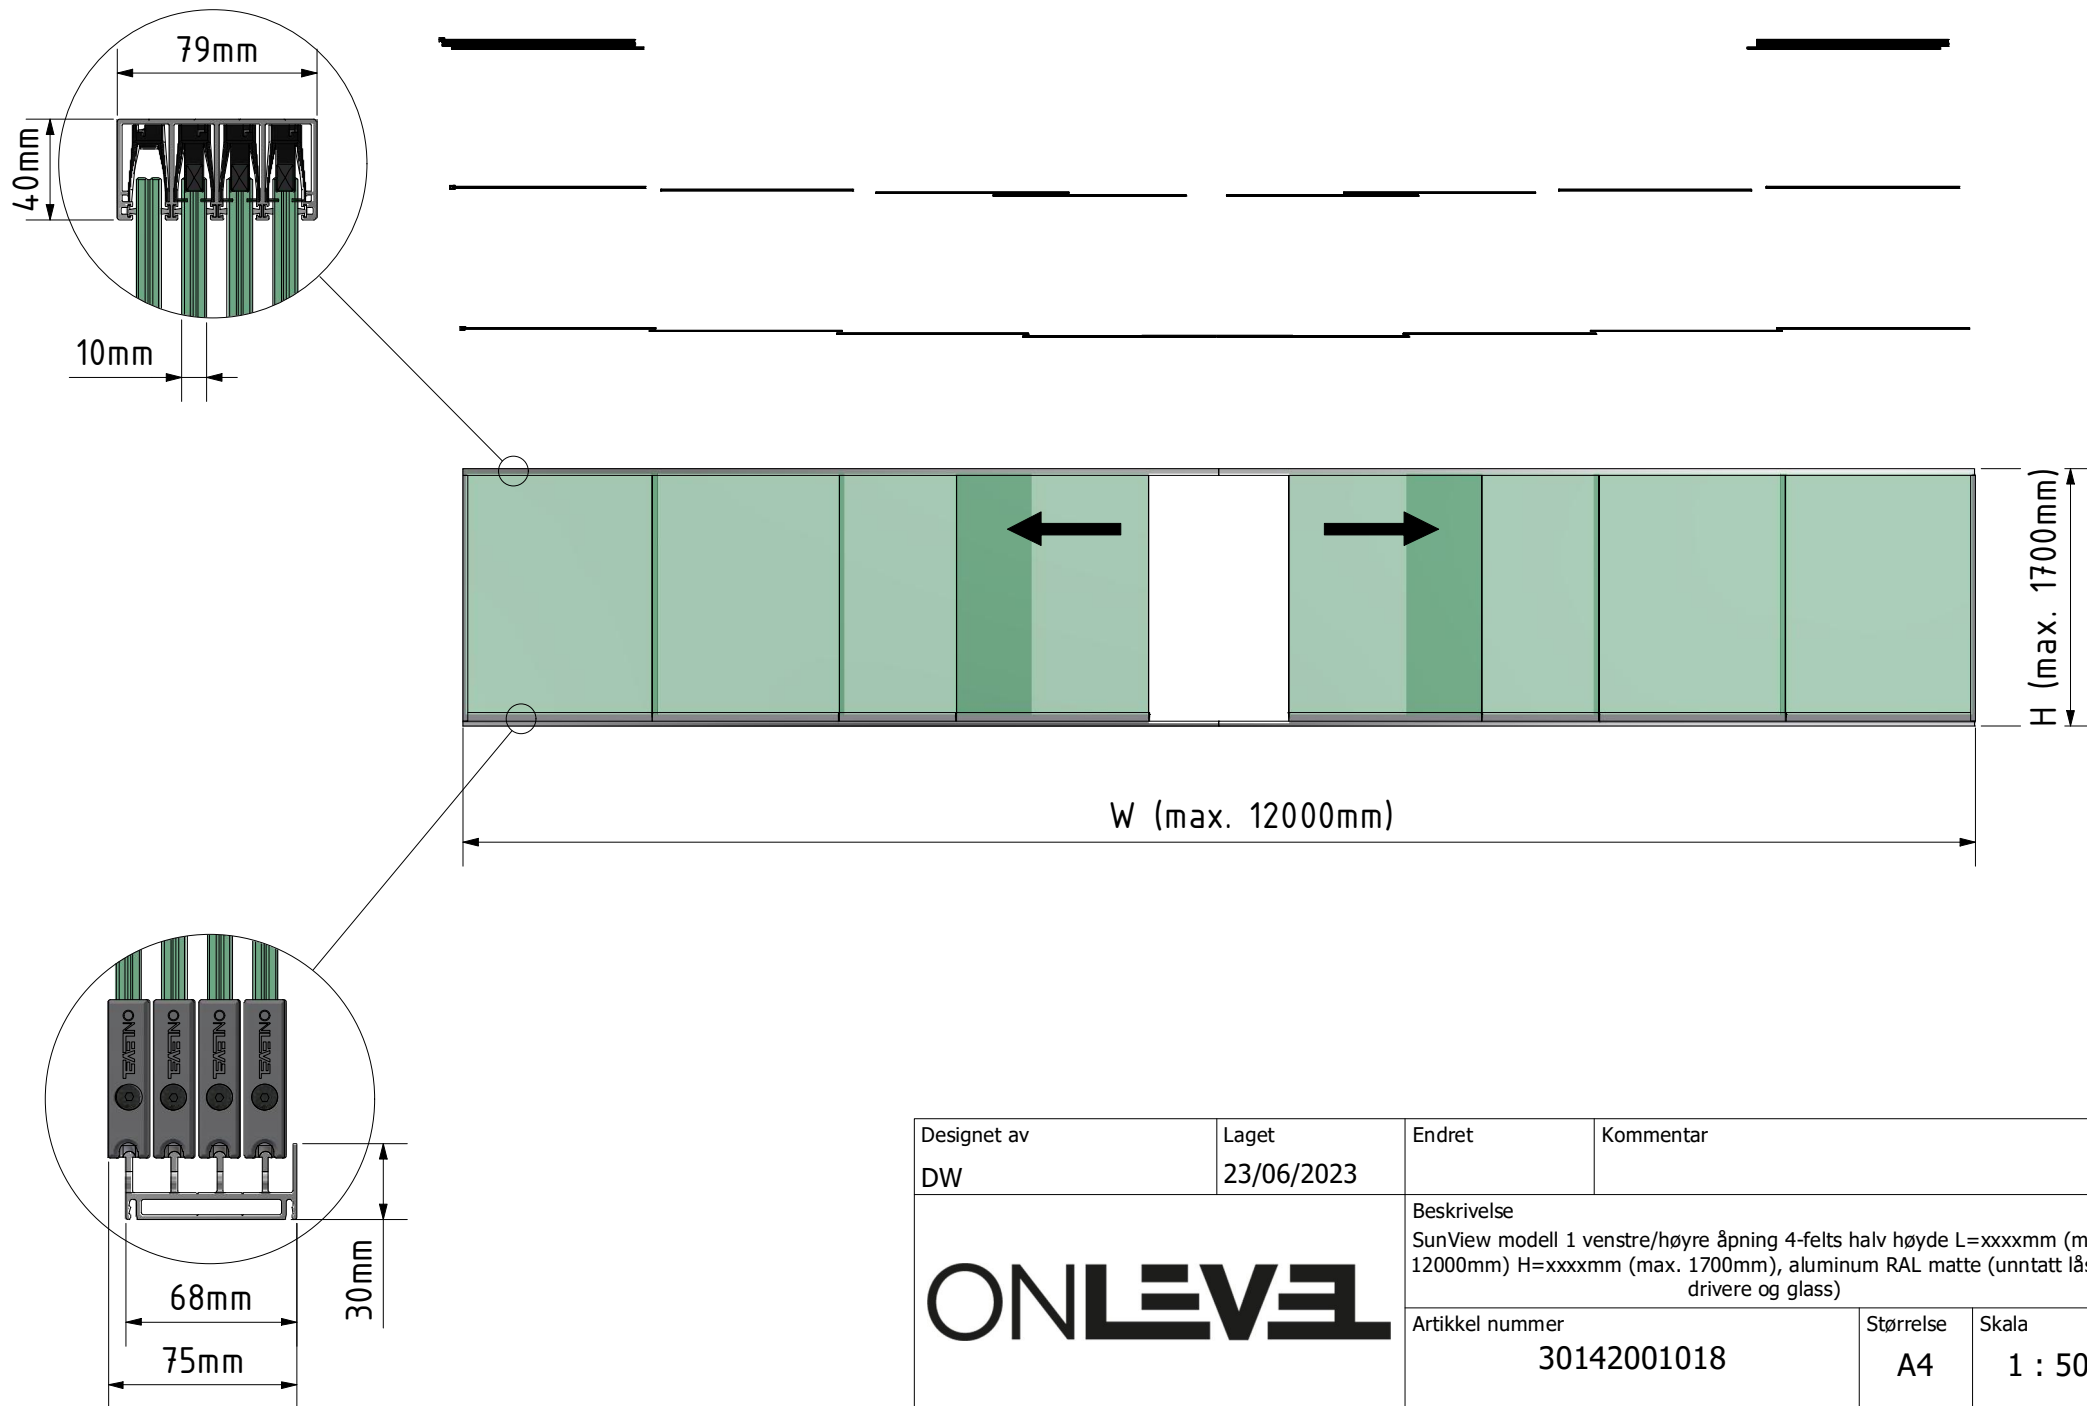 79mm
40mm
10mm
H (max. 1700mm)
W (max. 12000mm)
ONLEVEL ONLEVEL ONLEVEL ONLEVEL
30mm
68mm
75mm
Designet av
DW
Laget
23/06/2023
Endret
Kommentar
ONLEVEL
Beskrivelse
SunView modell 1 venstre/høyre åpning 4-felts halv høyde L=xxxxmm (m
12000mm) H=xxxxmm (max. 1700mm), aluminum RAL matte (unntatt lås
drivere og glass)
Artikkel nummer
30142001018
Størrelse
A4
Skala
1 : 50